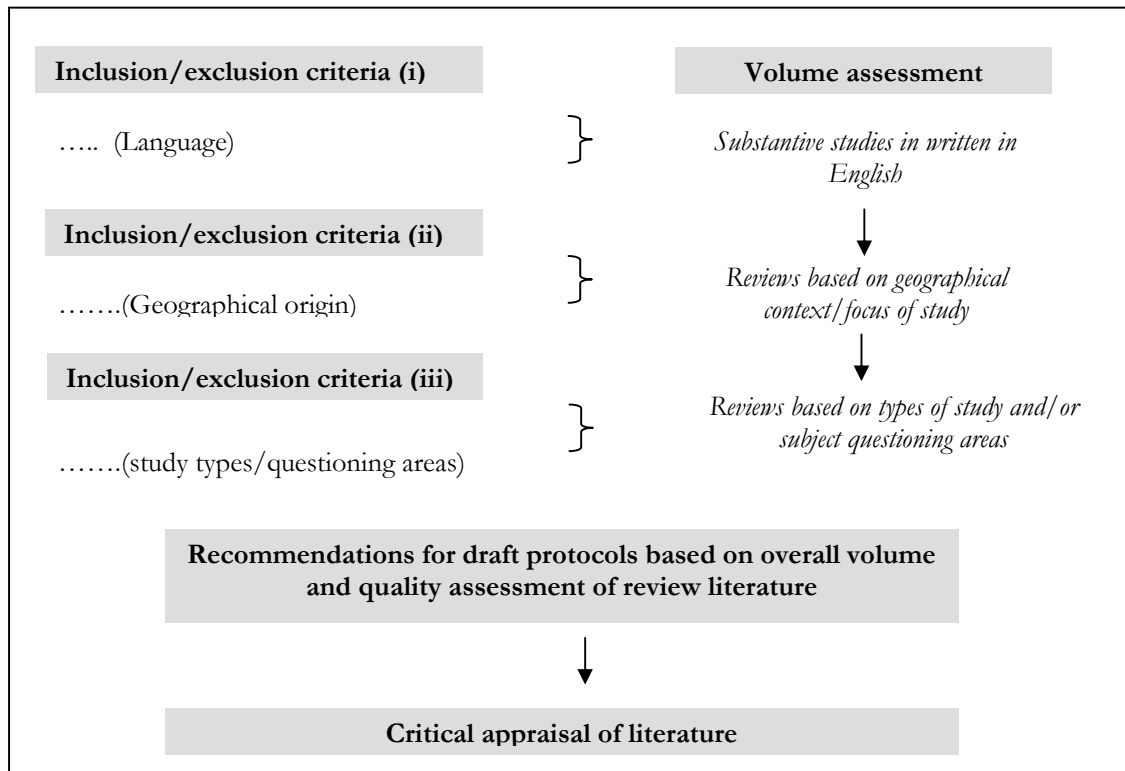 Inclusion/exclusion criteria (i)
Volume assessment
….. (Language)
Substantive studies in written in
English
Inclusion/exclusion criteria (ii)
…….(Geographical origin)
Reviews based on geographical
context/focus of study
Inclusion/exclusion criteria (iii)
…….(study types/questioning areas)
Reviews based on types of study and/or
subject questioning areas
Recommendations for draft protocols based on overall volume
and quality assessment of review literature
Critical appraisal of literature